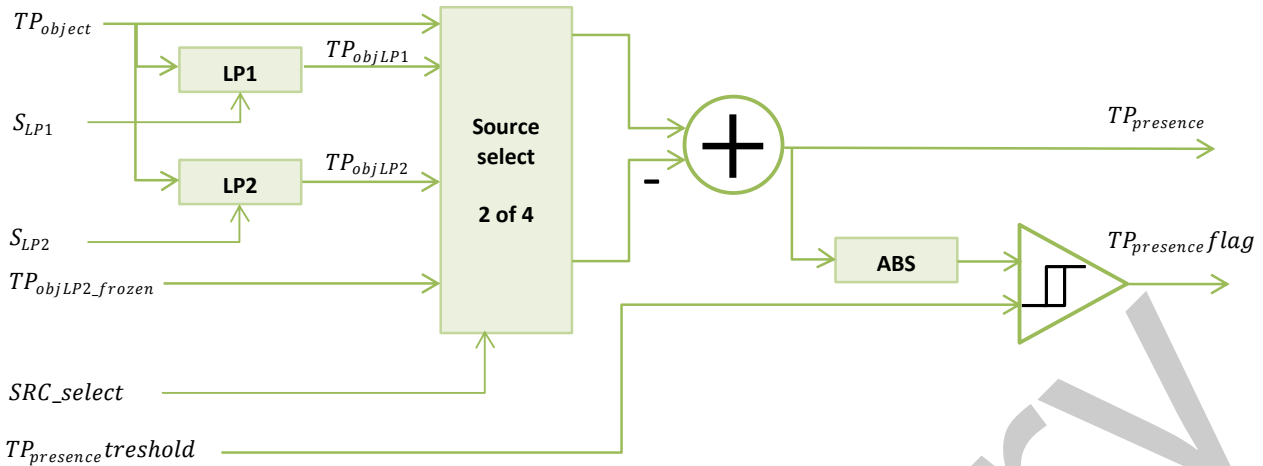 TP_object
TP_objLP1
LP1
S_LP1
Source
select
2 of 4
TP_presence
TP_objLP2
LP2
-
S_LP2
TP_presence flag
ABS
TP_objLP2_frozen
SRC_select
TP_presence treshold